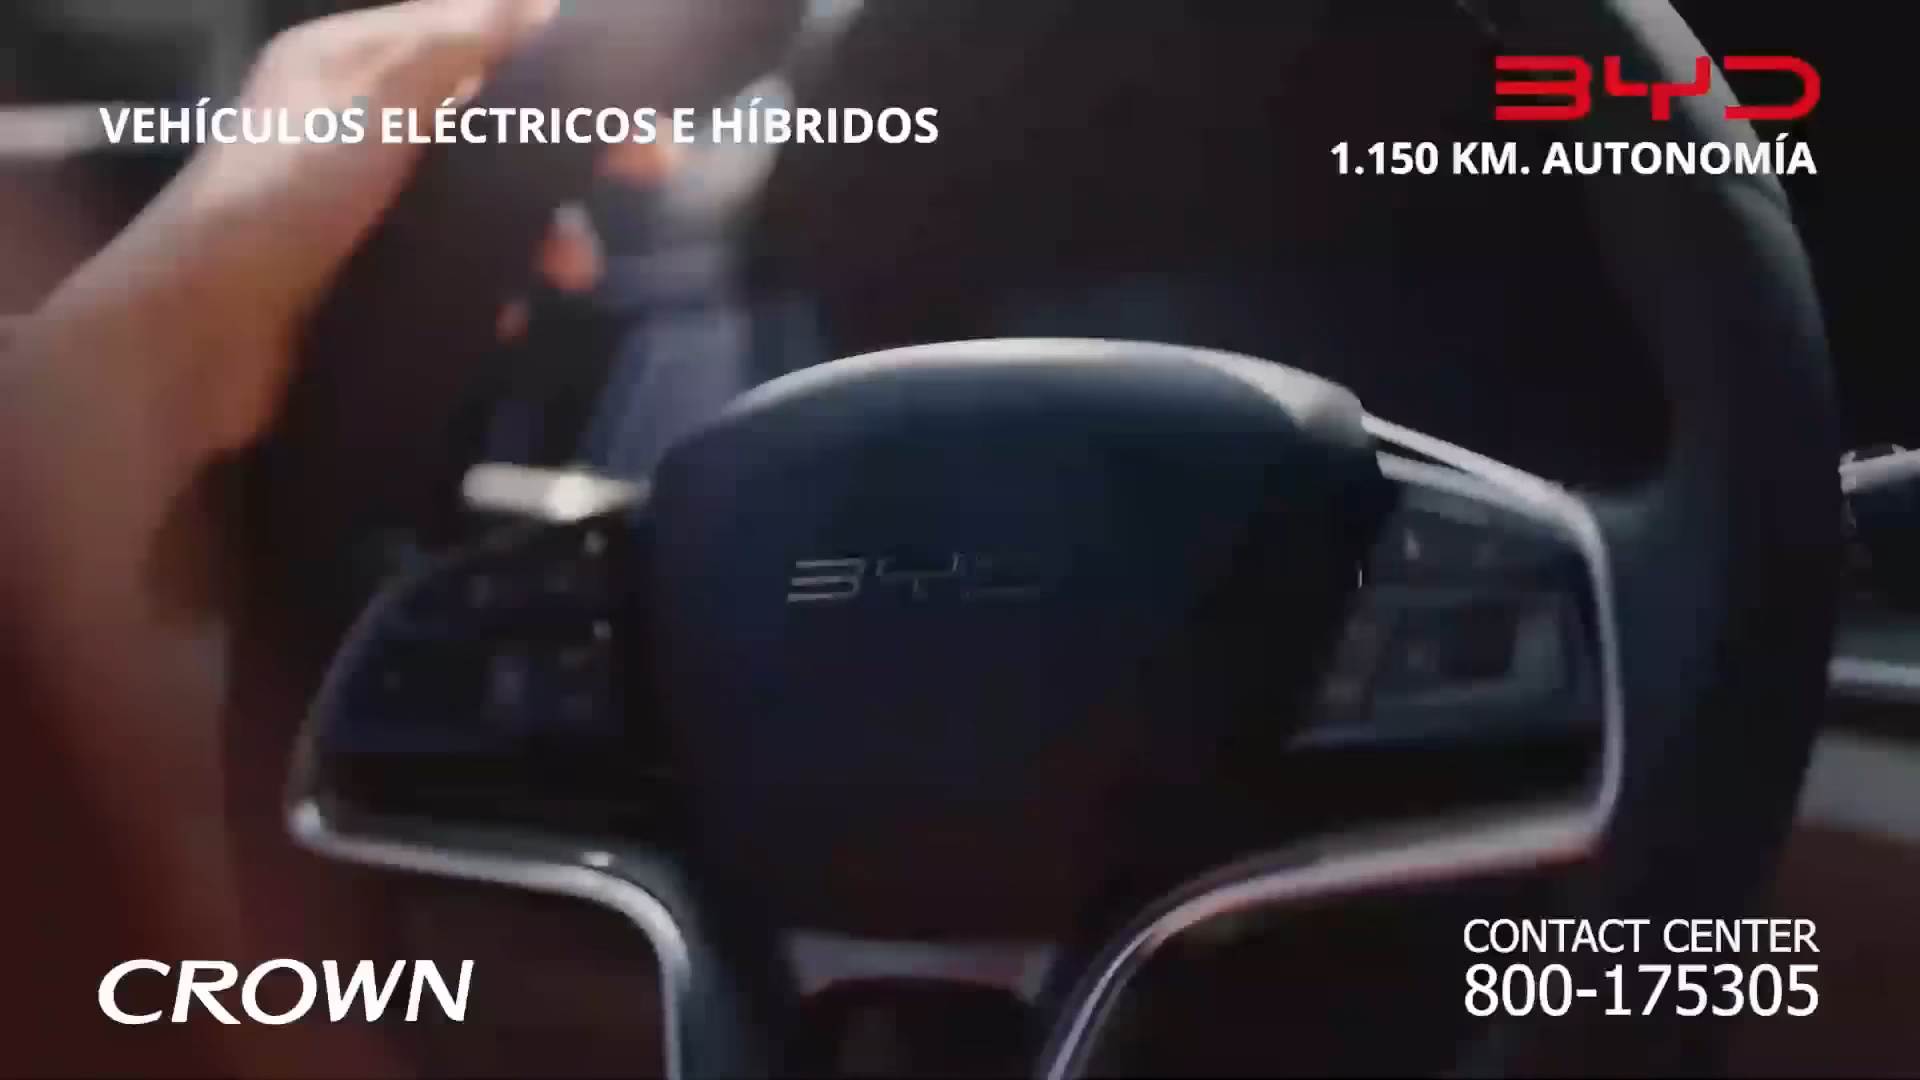 VEHÍCULOS ELÉCTRICOS E HÍBRIDOS
BYD
1.150 KM. AUTONOMÍA
BYD
CROWN
CONTACT CENTER
800-175305